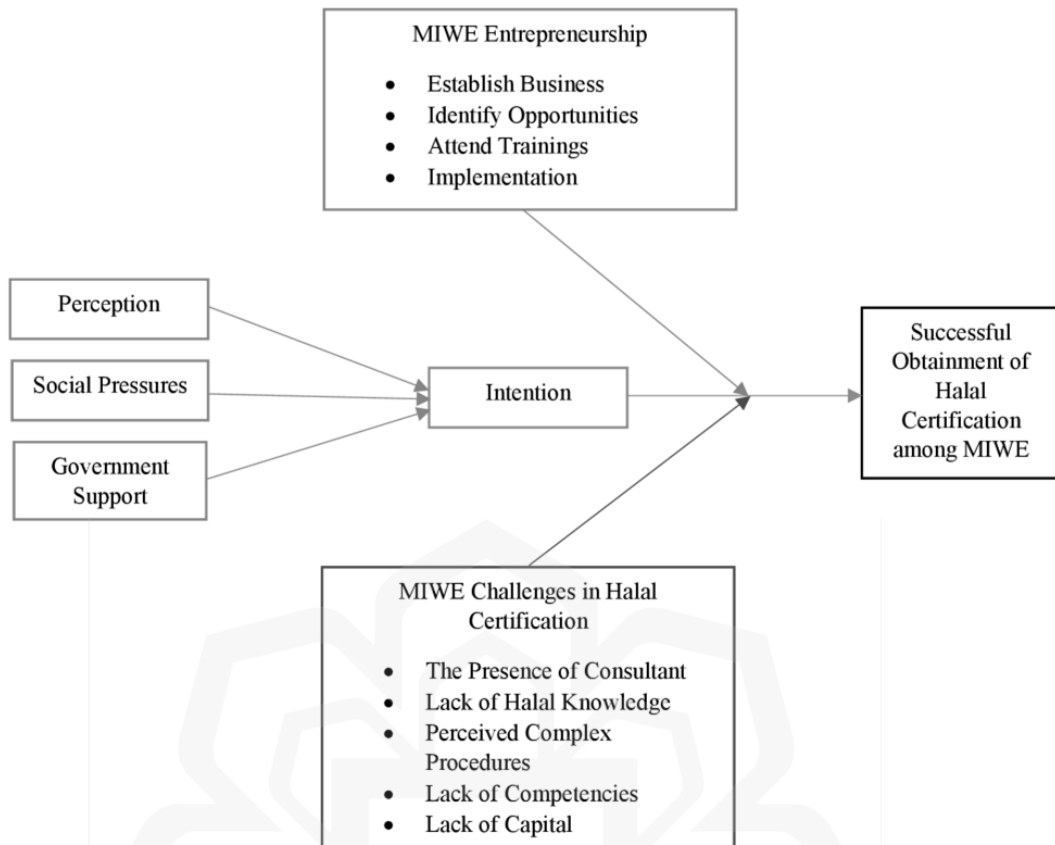 MIWE Entrepreneurship
• Establish Business
• Identify Opportunities
• Attend Trainings
• Implementation
Perception
Social Pressures
Government
Support
Intention
Successful
Obtainment of
Halal
Certification
among MIWE
MIWE Challenges in Halal
Certification
• The Presence of Consultant
• Lack of Halal Knowledge
• Perceived Complex
Procedures
• Lack of Competencies
• Lack of Capital